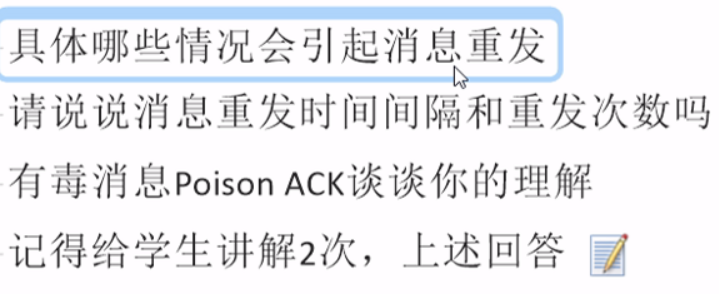 具体哪些情况会引起消息重发
请说说消息重发时间间隔和重发次数吗
有毒消息Poison ACK谈谈你的理解
记得给学生讲解2次，上述回答